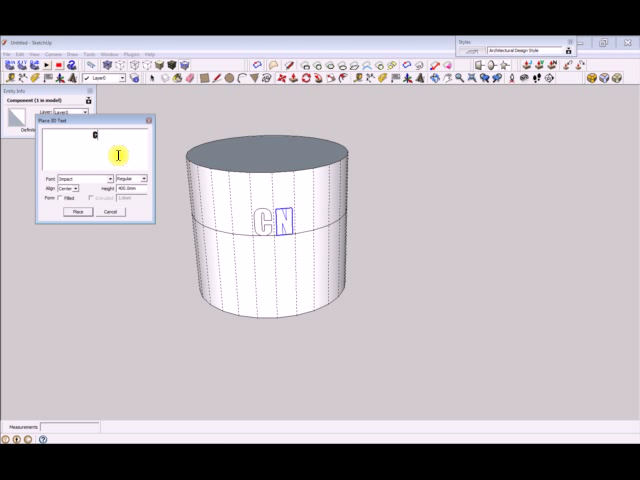 Untitled - SketchUp
Styles
File Edit View Camera Draw Tools Window Plugins Help
Architectural Design Style
Layer0
Entity Info
Component (1 in model)
Layer: Layer0
Place 3D Text
C
Font Impact Regular
Align Center Height 400.0mm
Form Filled Extruded
Place Cancel
CN
Measurements